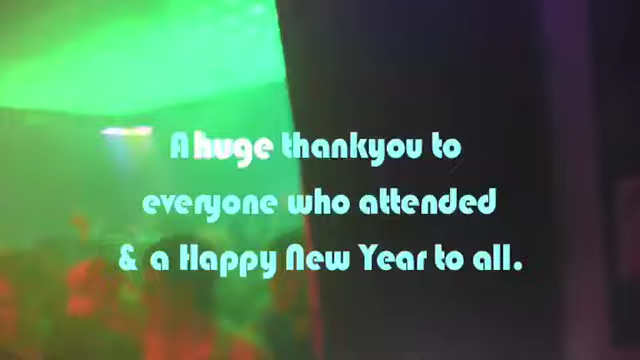 A huge thankyou to
everyone who attended
& a Happy New Year to all.